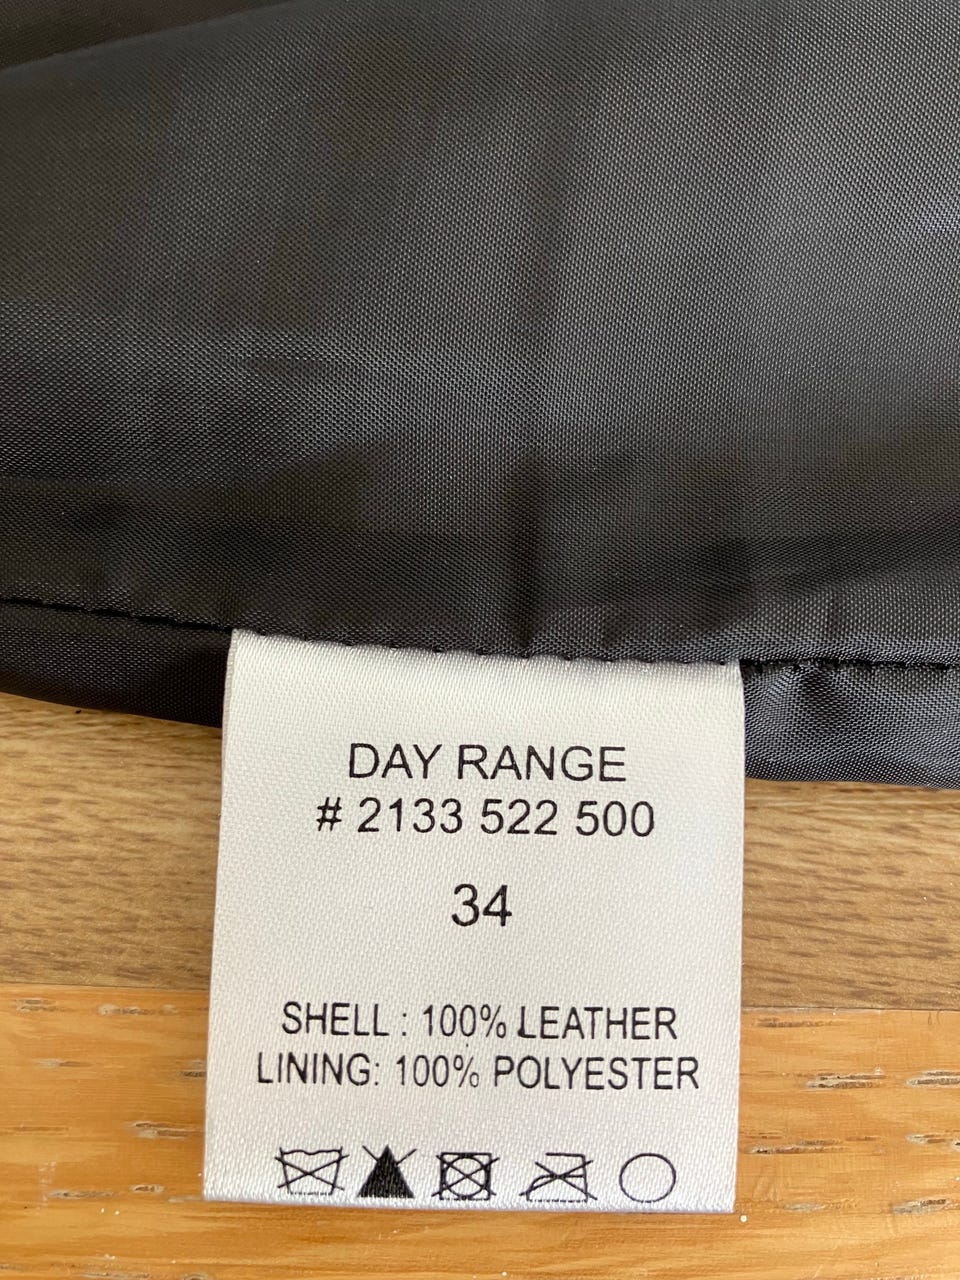 DAY RANGE
# 2133 522 500
34
SHELL : 100% LEATHER
LINING: 100% POLYESTER